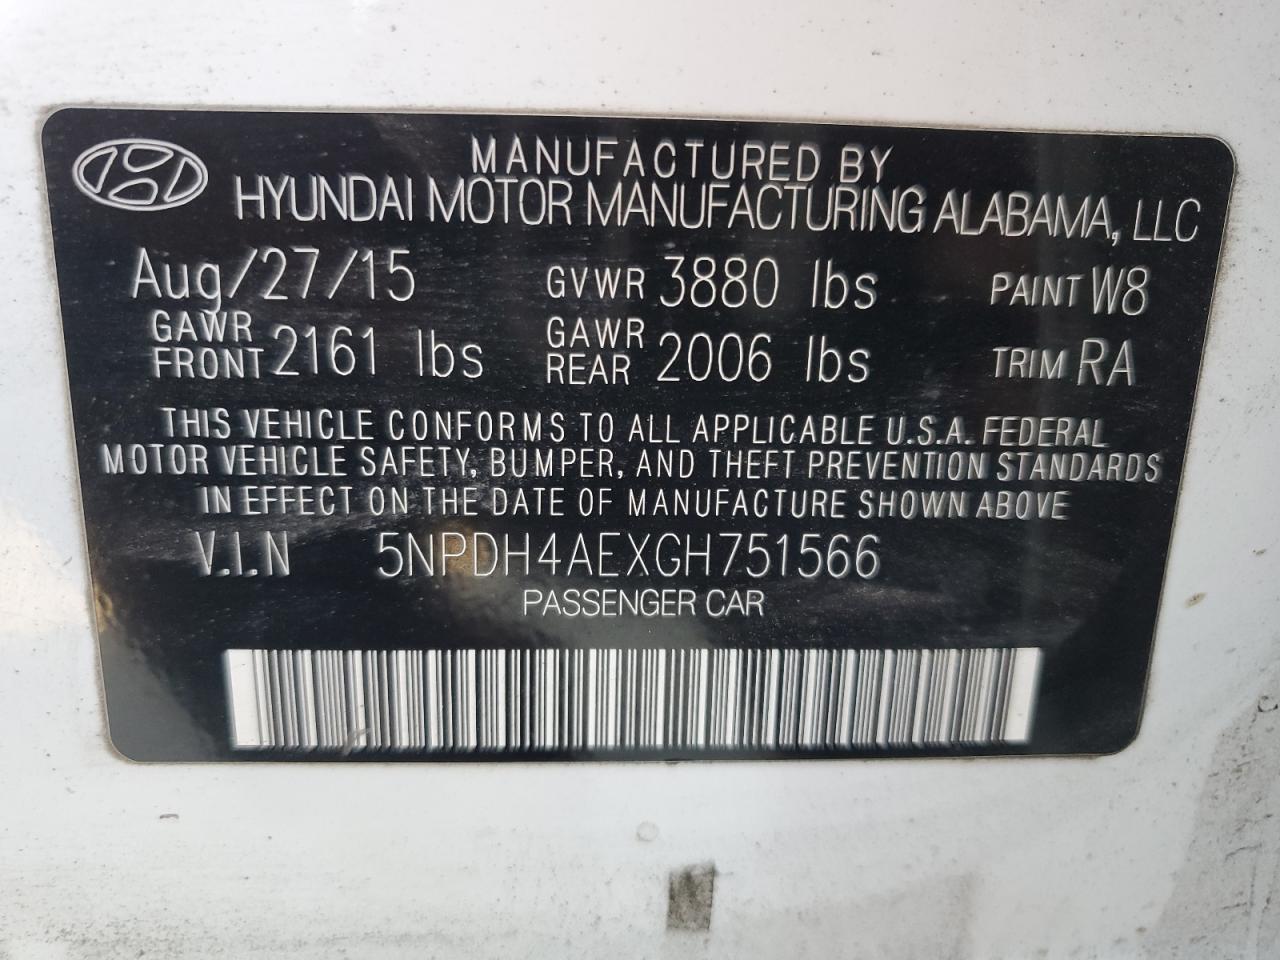 MANUFACTURED BY
HYUNDAI MOTOR MANUFACTURING ALABAMA, LLC
Aug/27/15 GVWR 3880 lbs PAINT W8
GAWR FRONT 2161 lbs GAWR REAR 2006 lbs TRIM RA
THIS VEHICLE CONFORMS TO ALL APPLICABLE U.S.A. FEDERAL
MOTOR VEHICLE SAFETY, BUMPER, AND THEFT PREVENTION STANDARDS
IN EFFECT ON THE DATE OF MANUFACTURE SHOWN ABOVE
V.I.N 5NPDH4AEXGH751566
PASSENGER CAR